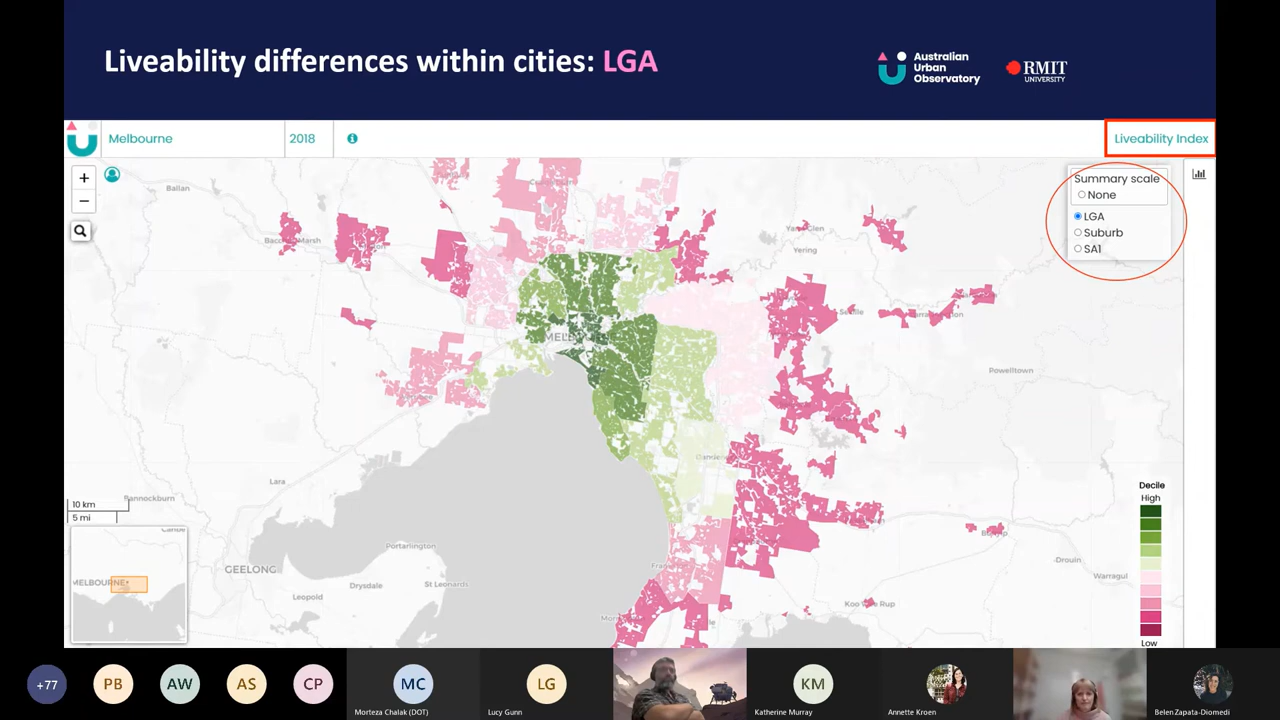 Liveability differences within cities: LGA
Australian
Urban
Observatory
RMIT
UNIVERSITY
Melbourne
2018
Liveability Index
+
−
Summary scale
None
LGA
Suburb
SA1
Ballan
Yering
Seville
Powelltown
Lara
Bannockburn
10 km
5 mi
Portarlington
GEELONG
Drysdale
St Leonards
Leopold
Drouin
Warragul
Koo Wee Rup
MELBOURNE
Decile
High
Low
+77
PB
AW
AS
CP
MC
Morteza Chalak (DOT)
LG
Lucy Gunn
KM
Katherine Murray
Annette Kroen
Belen Zapata-Diomedi